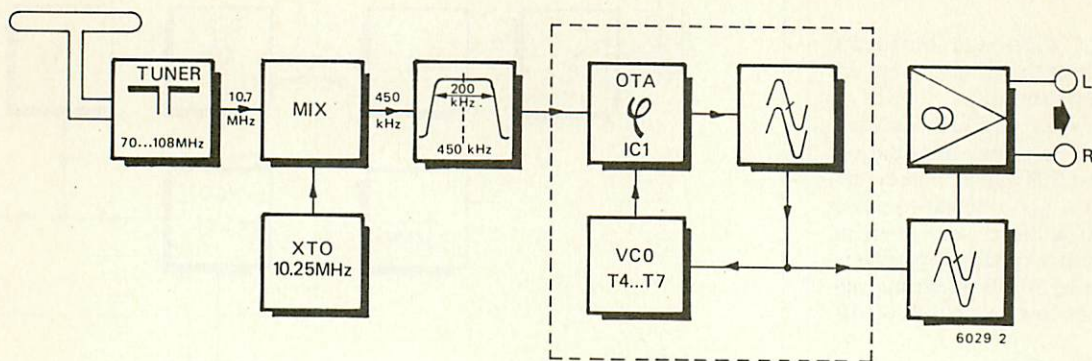 TUNER
70...108MHz
10.7
MHz
MIX
450
kHz
200
kHz.
450 kHz
XTO
10.25MHz
OTA
φ
IC1
VCO
T4...T7
L
R
6029 2